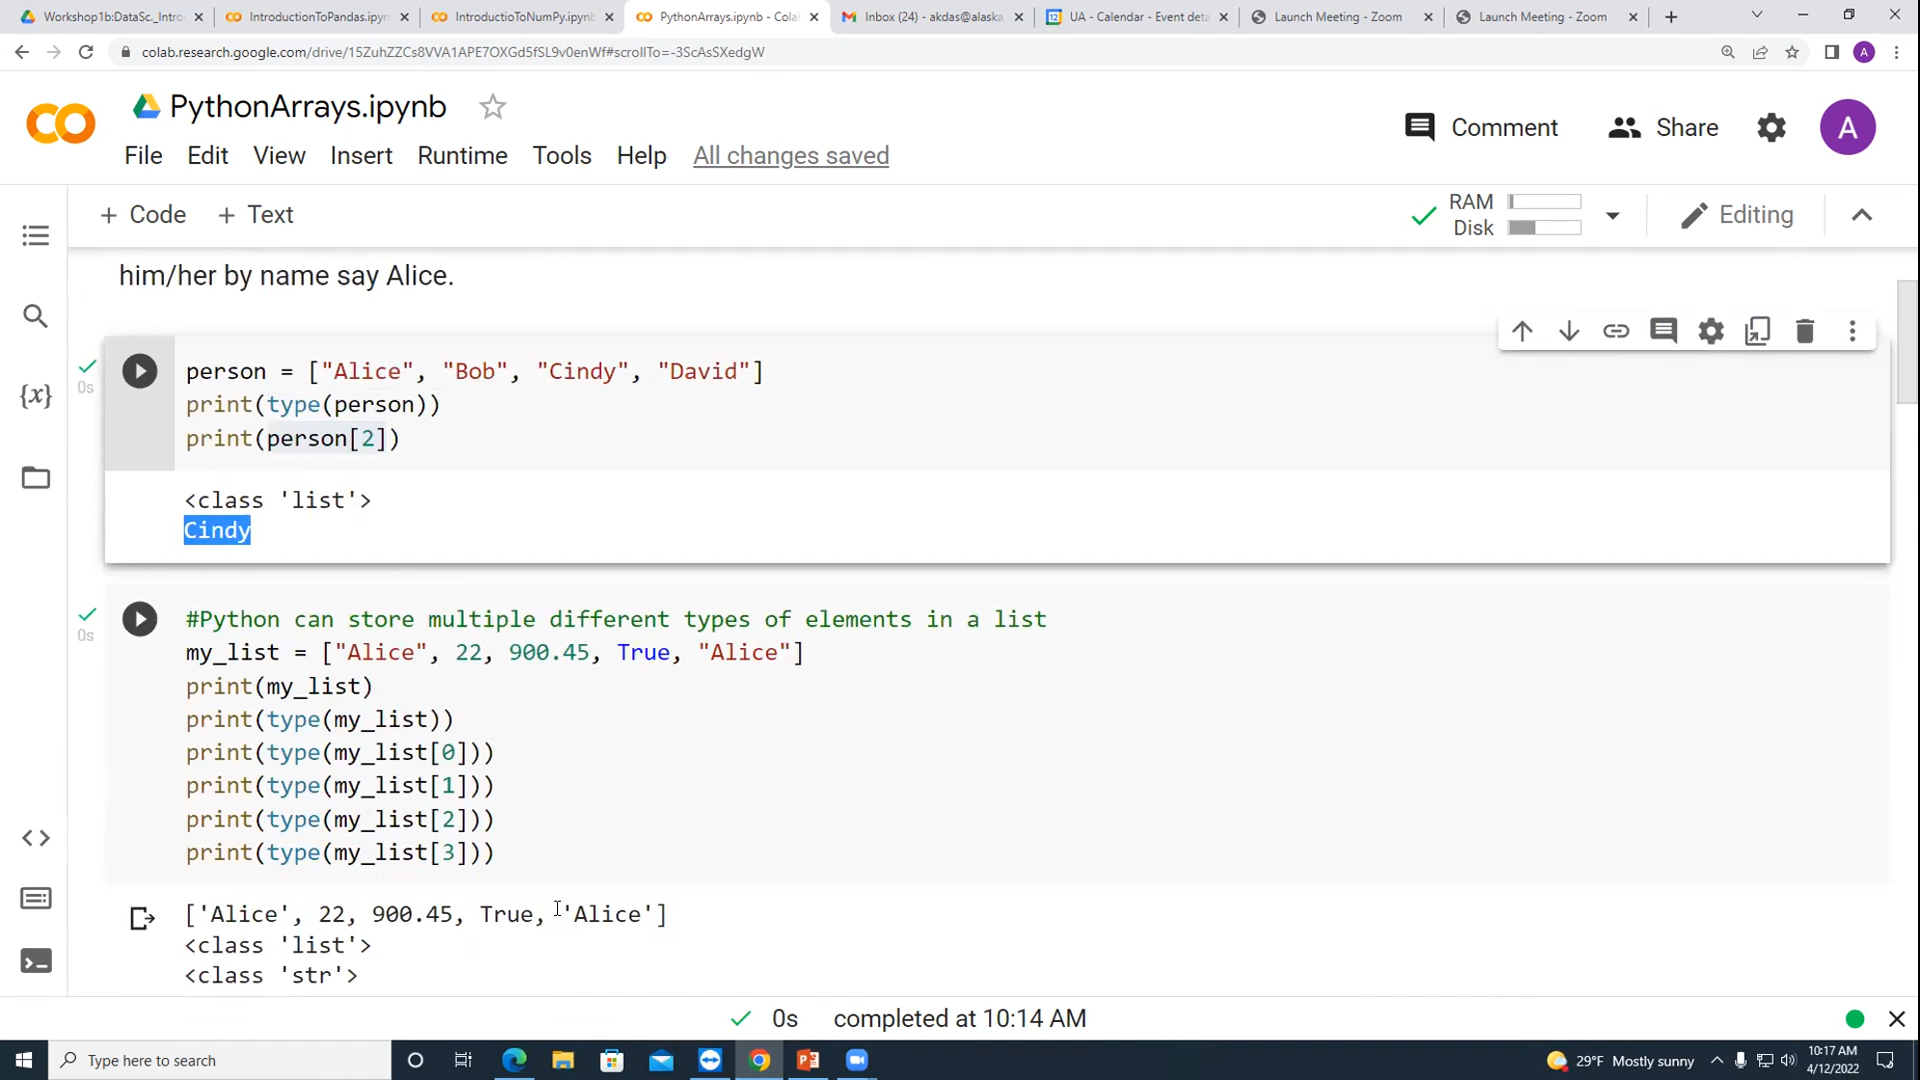 Workshop1b:DataSc._Intro
IntroductionToPandas.ipyn
IntroductioToNumPy.ipynb
PythonArrays.ipynb - Colab
Inbox (24) - akdas@alaska
UA - Calendar - Event deta
Launch Meeting - Zoom
Launch Meeting - Zoom
colab.research.google.com/drive/15ZuhZZCs8VVA1APE7OXGd5fSL9v0enWf#scrollTo=-3ScAsSXedgW
A
CO
PythonArrays.ipynb
Comment
Share
A
File Edit View Insert Runtime Tools Help All changes saved
+ Code + Text
RAM
Disk
Editing
him/her by name say Alice.
0s
person = ["Alice", "Bob", "Cindy", "David"]
print(type(person))
print(person[2])
<class 'list'>
Cindy
{x}
0s
#Python can store multiple different types of elements in a list
my_list = ["Alice", 22, 900.45, True, "Alice"]
print(my_list)
print(type(my_list))
print(type(my_list[0]))
print(type(my_list[1]))
print(type(my_list[2]))
print(type(my_list[3]))
['Alice', 22, 900.45, True, 'Alice']
<class 'list'>
<class 'str'>
0s completed at 10:14 AM
Type here to search
29°F Mostly sunny
10:17 AM
4/12/2022